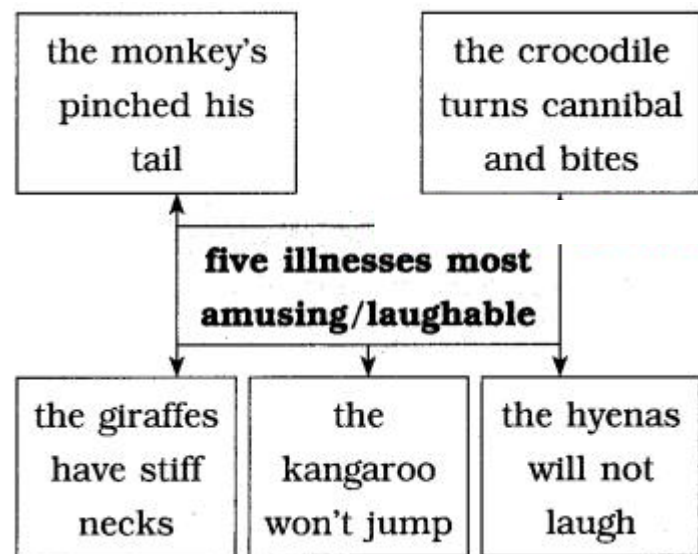 the monkey's
pinched his
tail
the crocodile
turns cannibal
and bites
five illnesses most
amusing/laughable
the giraffes
have stiff
necks
the
kangaroo
won't jump
the hyenas
will not
laugh